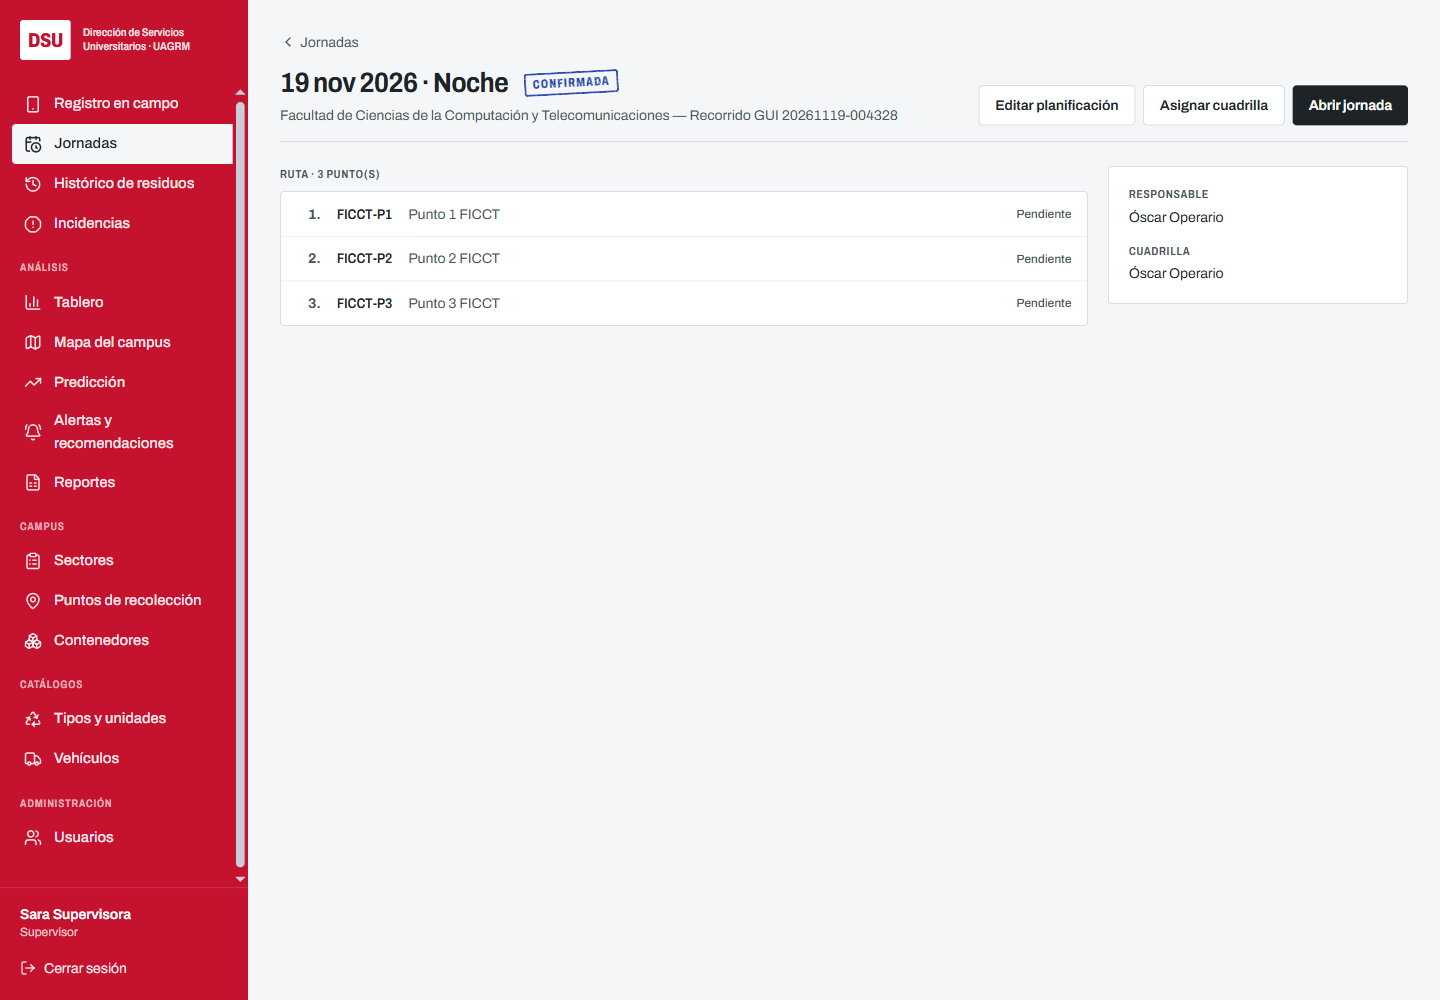 DSU
Dirección de Servicios
Universitarios · UAGRM
Registro en campo
Jornadas
Histórico de residuos
Incidencias
ANÁLISIS
Tablero
Mapa del campus
Predicción
Alertas y
recomendaciones
Reportes
CAMPUS
Sectores
Puntos de recolección
Contenedores
CATÁLOGOS
Tipos y unidades
Vehículos
ADMINISTRACIÓN
Usuarios
Sara Supervisora
Supervisor
Cerrar sesión
Jornadas
19 nov 2026 · Noche CONFIRMADA
Facultad de Ciencias de la Computación y Telecomunicaciones — Recorrido GUI 20261119-004328
Editar planificación
Asignar cuadrilla
Abrir jornada
RUTA · 3 PUNTO(S)
1. FICCT-P1 Punto 1 FICCT Pendiente
2. FICCT-P2 Punto 2 FICCT Pendiente
3. FICCT-P3 Punto 3 FICCT Pendiente
RESPONSABLE
Óscar Operario
CUADRILLA
Óscar Operario